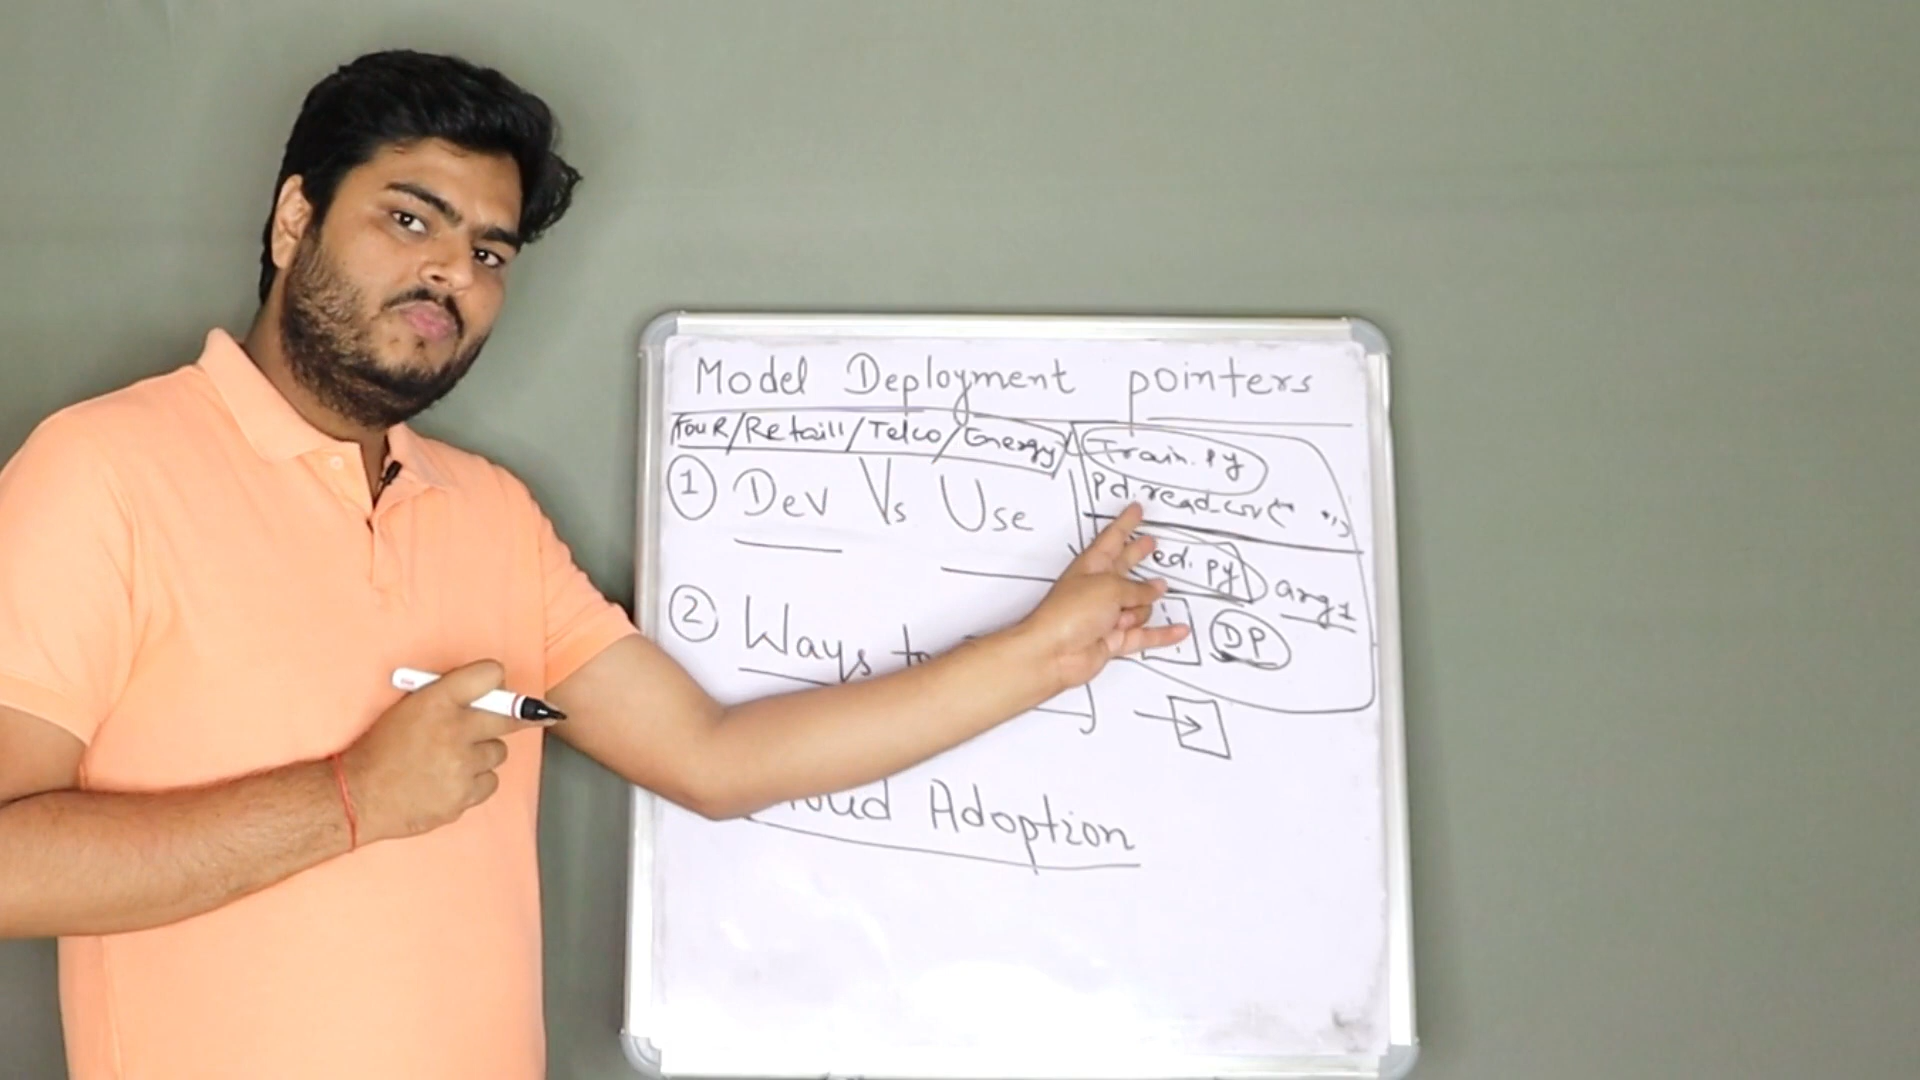 Model Deployment pointers
FouR/Retaill/Telco/Energy
Train.py
① Dev Vs Use
Pd.read_csv(" ")
ed.py arg1
② Ways to
DP
Adoption